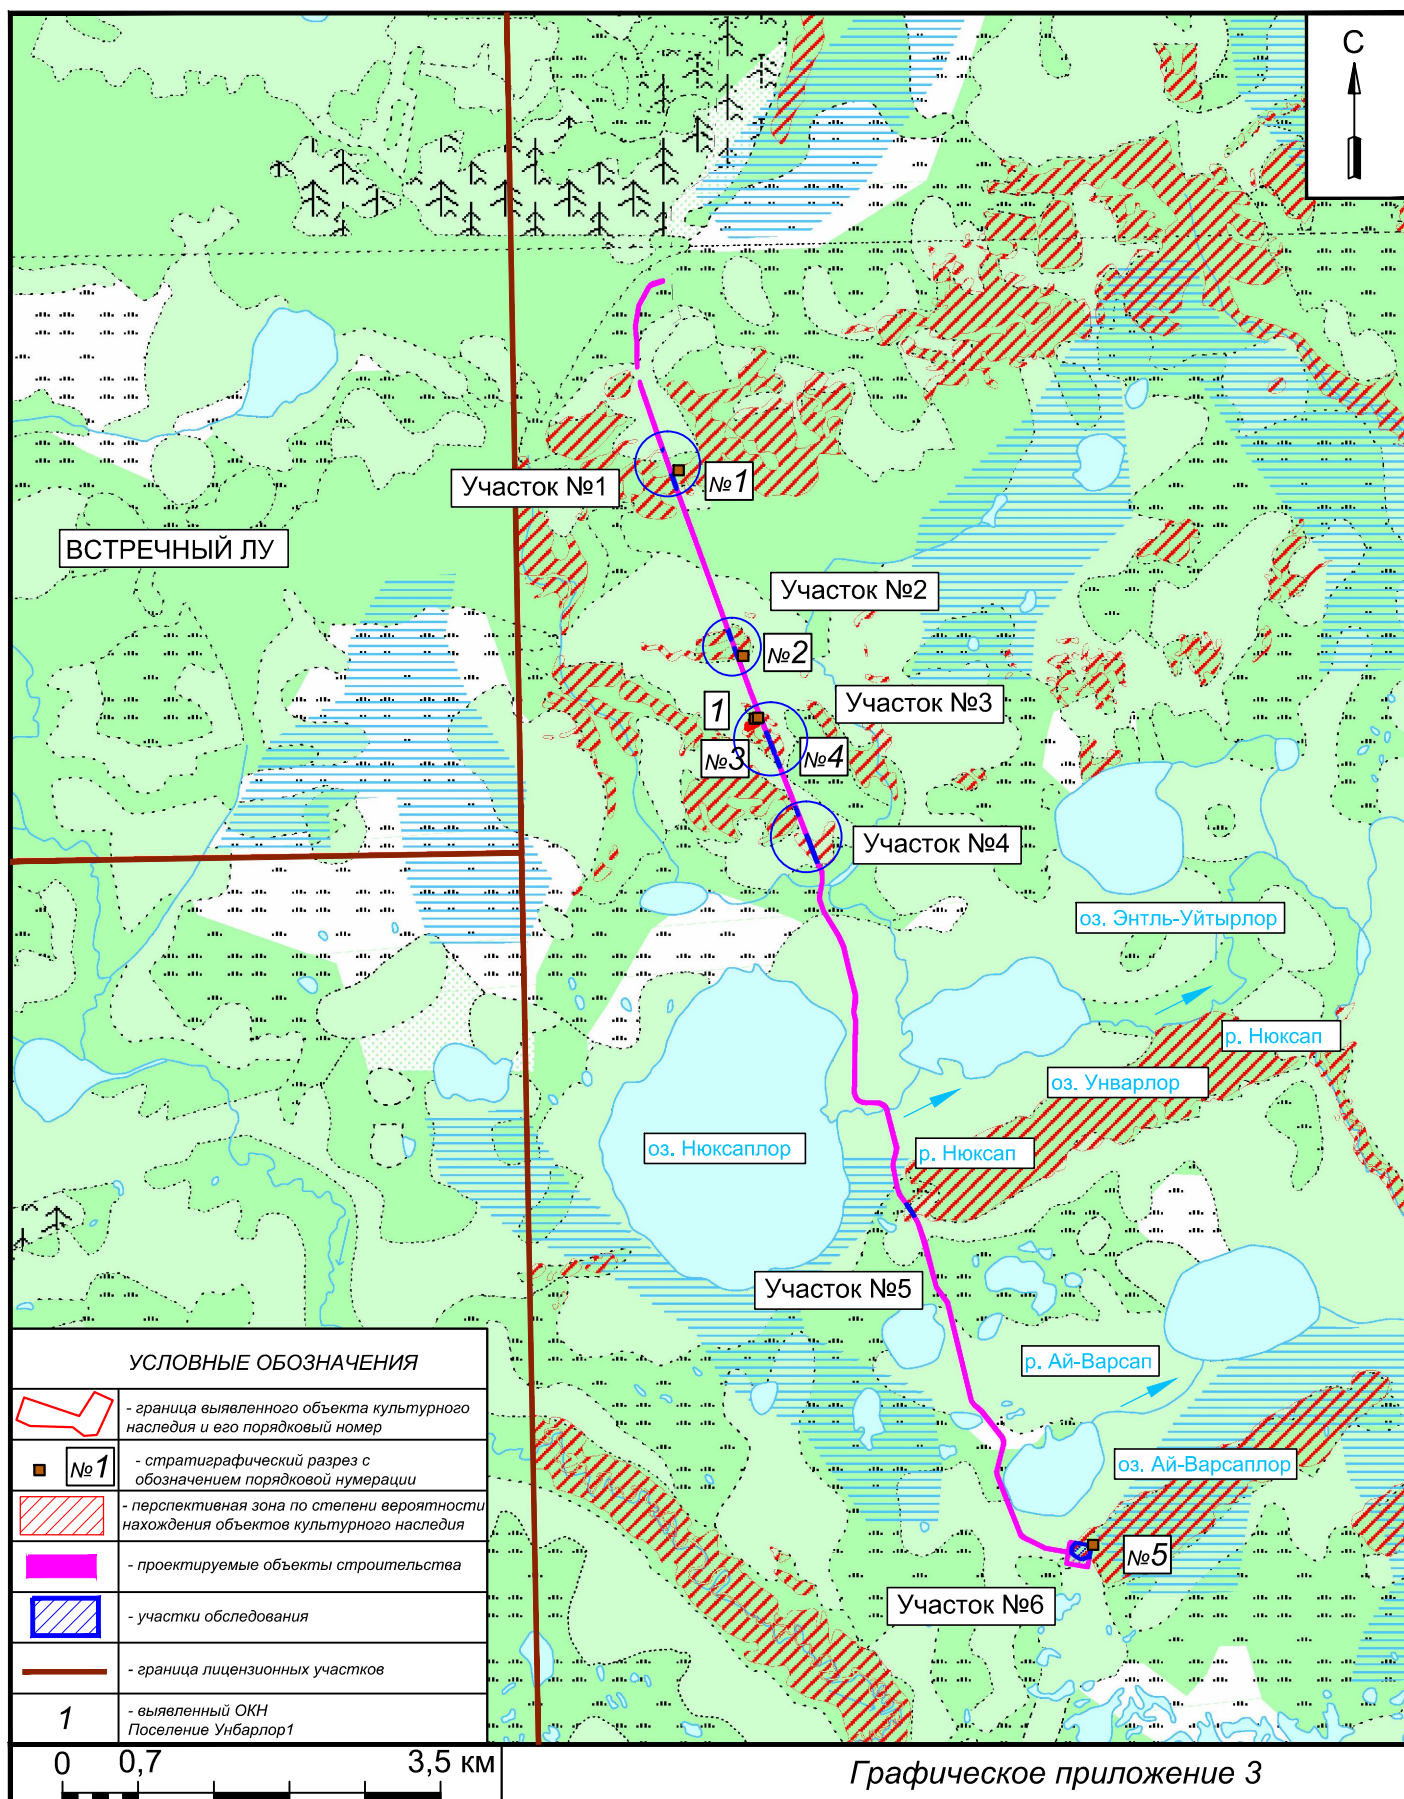 С
Участок №1
№1
ВСТРЕЧНЫЙ ЛУ
Участок №2
№2
1
Участок №3
№3
№4
Участок №4
оз. Энтль-Уйтырлор
р. Нюксап
оз. Унварлор
оз. Нюксаплор
р. Нюксап
Участок №5
р. Ай-Варсап
оз. Ай-Варсаплор
№5
Участок №6
УСЛОВНЫЕ ОБОЗНАЧЕНИЯ
- граница выявленного объекта культурного
наследия и его порядковый номер
№1
- стратиграфический разрез с
обозначением порядковой нумерации
- перспективная зона по степени вероятности
нахождения объектов культурного наследия
- проектируемые объекты строительства
- участки обследования
- граница лицензионных участков
1
- выявленный ОКН
Поселение Унбарлор1
0 0,7 3,5 км
Графическое приложение 3